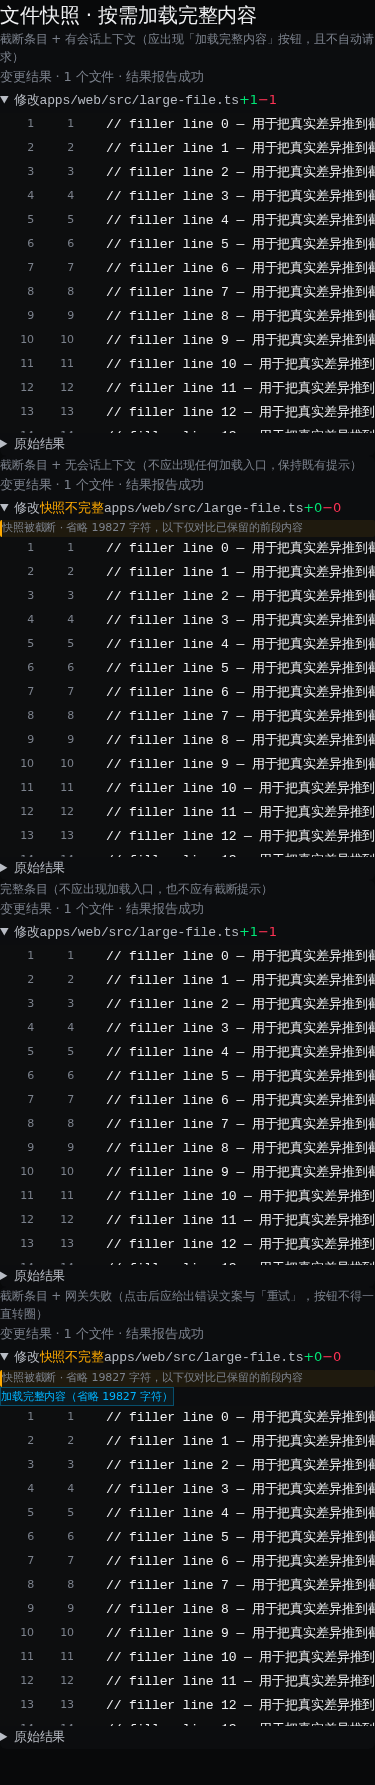 文件快照 · 按需加载完整内容
截断条目 + 有会话上下文（应出现「加载完整内容」按钮，且不自动请
求）
变更结果 · 1 个文件 · 结果报告成功
▼ 修改apps/web/src/large-file.ts+1−1
1 1 // filler line 0 — 用于把真实差异推到
2 2 // filler line 1 — 用于把真实差异推到
3 3 // filler line 2 — 用于把真实差异推到
4 4 // filler line 3 — 用于把真实差异推到
5 5 // filler line 4 — 用于把真实差异推到
6 6 // filler line 5 — 用于把真实差异推到
7 7 // filler line 6 — 用于把真实差异推到
8 8 // filler line 7 — 用于把真实差异推到
9 9 // filler line 8 — 用于把真实差异推到
10 10 // filler line 9 — 用于把真实差异推到
11 11 // filler line 10 — 用于把真实差异推到
12 12 // filler line 11 — 用于把真实差异推到
13 13 // filler line 12 — 用于把真实差异推到
▶ 原始结果
截断条目 + 无会话上下文（不应出现任何加载入口，保持既有提示）
变更结果 · 1 个文件 · 结果报告成功
▼ 修改快照不完整apps/web/src/large-file.ts+0−0
快照被截断 · 省略 19827 字符，以下仅对比已保留的前段内容
1 1 // filler line 0 — 用于把真实差异推到
2 2 // filler line 1 — 用于把真实差异推到
3 3 // filler line 2 — 用于把真实差异推到
4 4 // filler line 3 — 用于把真实差异推到
5 5 // filler line 4 — 用于把真实差异推到
6 6 // filler line 5 — 用于把真实差异推到
7 7 // filler line 6 — 用于把真实差异推到
8 8 // filler line 7 — 用于把真实差异推到
9 9 // filler line 8 — 用于把真实差异推到
10 10 // filler line 9 — 用于把真实差异推到
11 11 // filler line 10 — 用于把真实差异推到
12 12 // filler line 11 — 用于把真实差异推到
13 13 // filler line 12 — 用于把真实差异推到
▶ 原始结果
完整条目（不应出现加载入口，也不应有截断提示）
变更结果 · 1 个文件 · 结果报告成功
▼ 修改apps/web/src/large-file.ts+1−1
1 1 // filler line 0 — 用于把真实差异推到
2 2 // filler line 1 — 用于把真实差异推到
3 3 // filler line 2 — 用于把真实差异推到
4 4 // filler line 3 — 用于把真实差异推到
5 5 // filler line 4 — 用于把真实差异推到
6 6 // filler line 5 — 用于把真实差异推到
7 7 // filler line 6 — 用于把真实差异推到
8 8 // filler line 7 — 用于把真实差异推到
9 9 // filler line 8 — 用于把真实差异推到
10 10 // filler line 9 — 用于把真实差异推到
11 11 // filler line 10 — 用于把真实差异推到
12 12 // filler line 11 — 用于把真实差异推到
13 13 // filler line 12 — 用于把真实差异推到
▶ 原始结果
截断条目 + 网关失败（点击后应给出错误文案与「重试」，按钮不得一
直转圈）
变更结果 · 1 个文件 · 结果报告成功
▼ 修改快照不完整apps/web/src/large-file.ts+0−0
快照被截断 · 省略 19827 字符，以下仅对比已保留的前段内容
加载完整内容（省略 19827 字符）
1 1 // filler line 0 — 用于把真实差异推到
2 2 // filler line 1 — 用于把真实差异推到
3 3 // filler line 2 — 用于把真实差异推到
4 4 // filler line 3 — 用于把真实差异推到
5 5 // filler line 4 — 用于把真实差异推到
6 6 // filler line 5 — 用于把真实差异推到
7 7 // filler line 6 — 用于把真实差异推到
8 8 // filler line 7 — 用于把真实差异推到
9 9 // filler line 8 — 用于把真实差异推到
10 10 // filler line 9 — 用于把真实差异推到
11 11 // filler line 10 — 用于把真实差异推到
12 12 // filler line 11 — 用于把真实差异推到
13 13 // filler line 12 — 用于把真实差异推到
▶ 原始结果